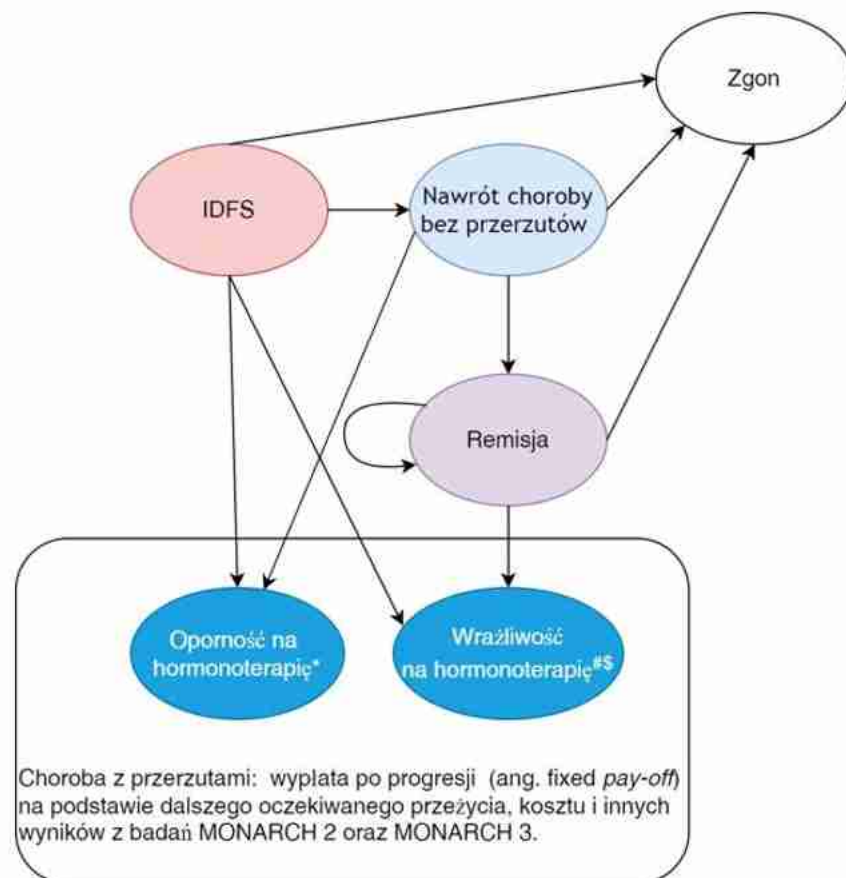 Zgon
IDFS
Nawrót choroby
bez przerzutów
Remisja
Oporność na
hormonoterapię*
Wrażliwość
na hormonoterapię#$
Choroba z przerzutami: wypłata po progresji (ang. fixed pay-off)
na podstawie dalszego oczekiwanego przeżycia, kosztu i innych
wyników z badań MONARCH 2 oraz MONARCH 3.